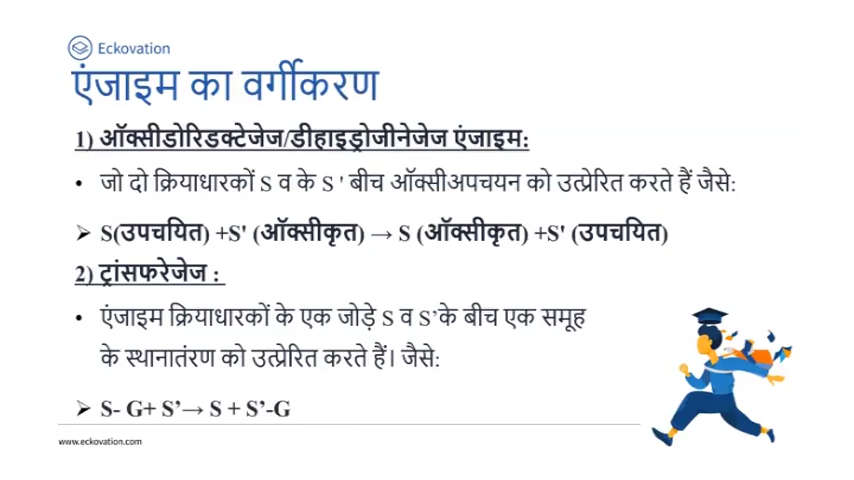 Eckovation
एंजाइम का वर्गीकरण
1) ऑक्सीडोरिडक्टेजेज/डीहाइड्रोजीनेजेज एंजाइम:
• जो दो क्रियाधारकों S व के S ' बीच ऑक्सीअपचयन को उत्प्रेरित करते हैं जैसे:
➢ S(उपचयित) +S' (ऑक्सीकृत) → S (ऑक्सीकृत) +S' (उपचयित)
2) ट्रांसफरेजेज :
• एंजाइम क्रियाधारकों के एक जोड़े S व S’के बीच एक समूह
के स्थानातंरण को उत्प्रेरित करते हैं। जैसे:
➢ S- G+ S’→ S + S’-G
www.eckovation.com